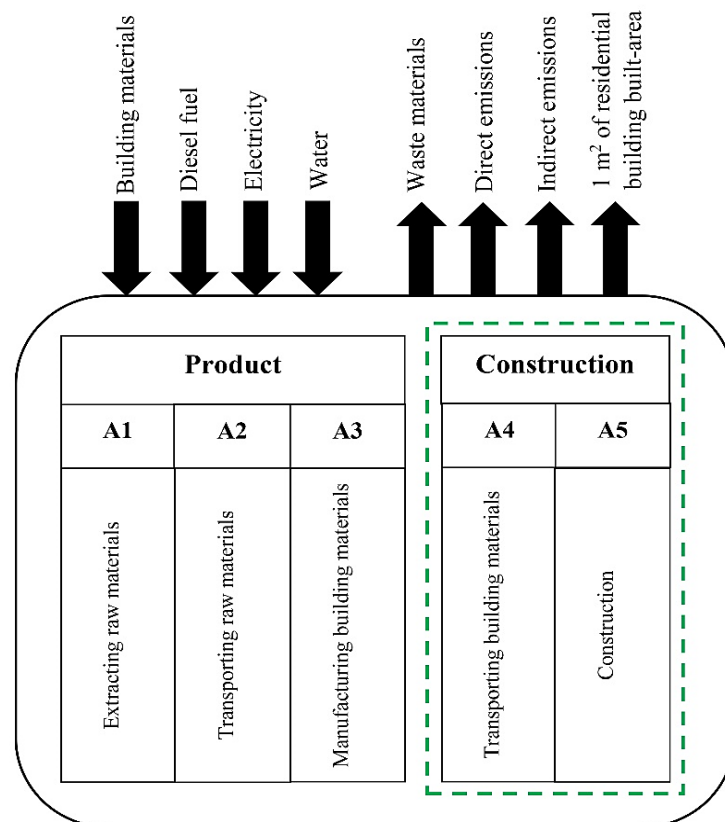 Building materials
Diesel fuel
Electricity
Water
Waste materials
Direct emissions
Indirect emissions
1 m² of residential
building built-area
Product
Construction
A1
A2
A3
A4
A5
Extracting raw materials
Transporting raw materials
Manufacturing building materials
Transporting building materials
Construction